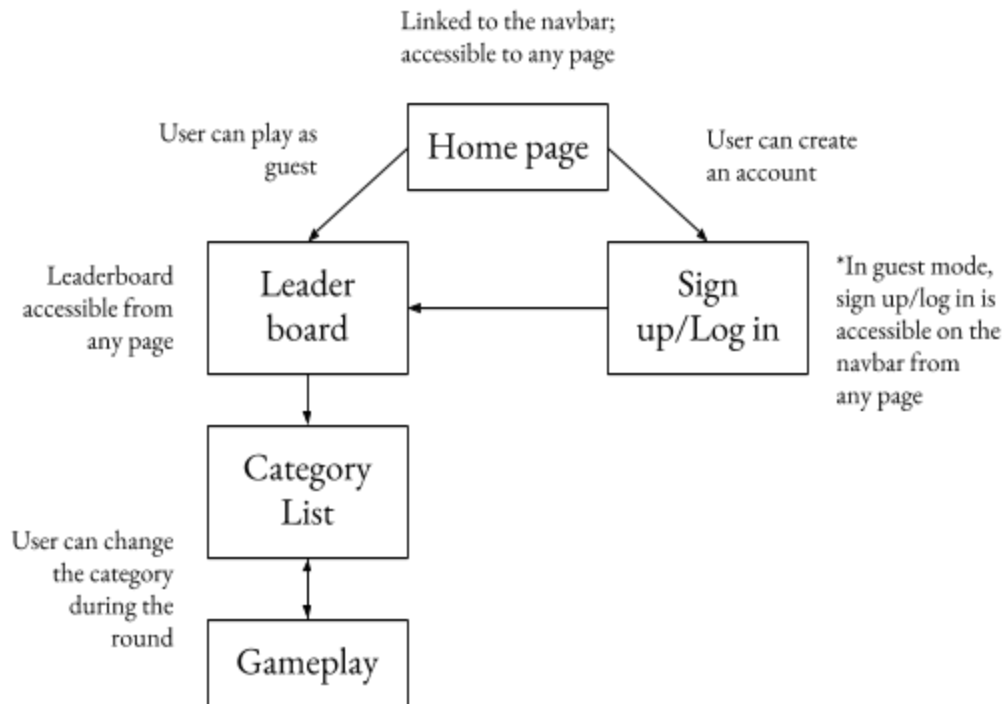 Linked to the navbar;
accessible to any page
User can play as
guest
Home page
User can create
an account
Leaderboard
accessible from
any page
Leader
board
Sign
up/Log in
*In guest mode,
sign up/log in is
accessible on the
navbar from
any page
Category
List
User can change
the category
during the
round
Gameplay